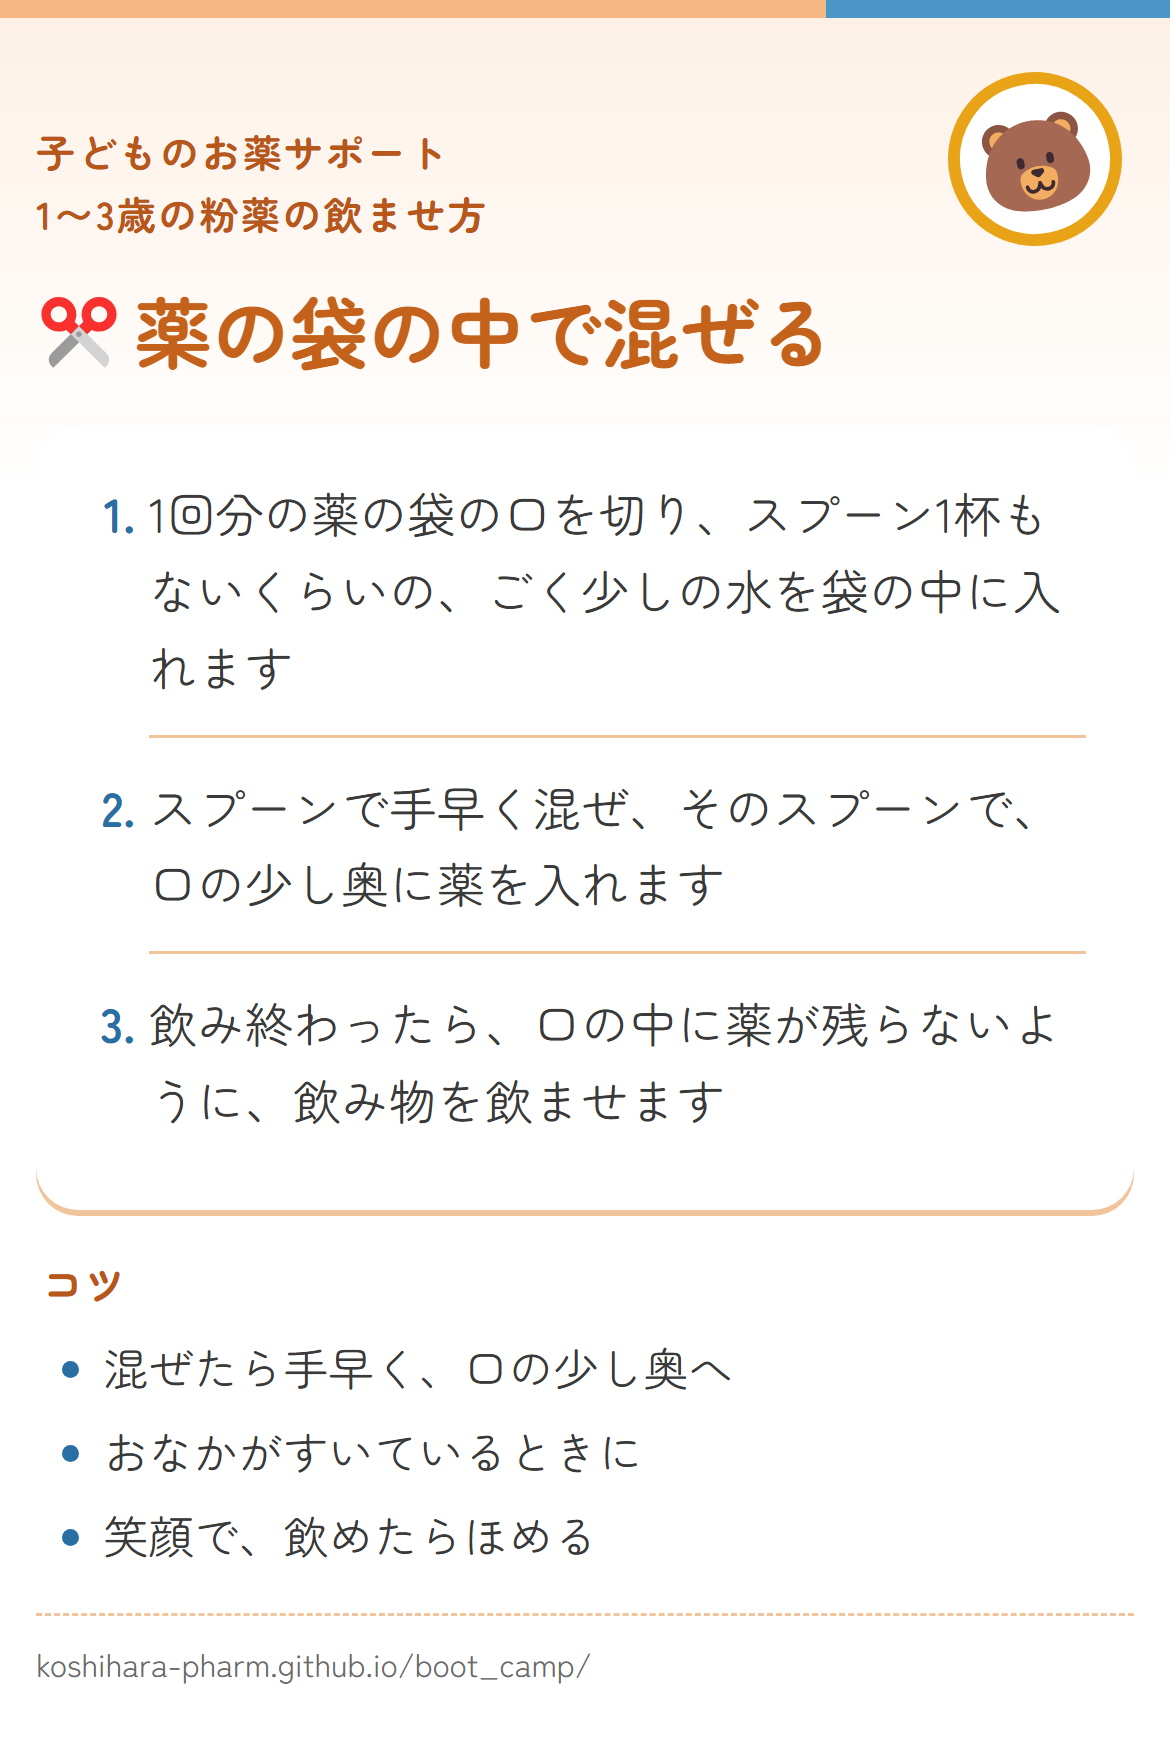 子どものお薬サポート
1〜3歳の粉薬の飲ませ方
薬の袋の中で混ぜる
1. 1回分の薬の袋の口を切り、スプーン1杯も
ないくらいの、ごく少しの水を袋の中に入
れます
2. スプーンで手早く混ぜ、そのスプーンで、
口の少し奥に薬を入れます
3. 飲み終わったら、口の中に薬が残らないよ
うに、飲み物を飲ませます
コツ
混ぜたら手早く、口の少し奥へ
おなかがすいているときに
笑顔で、飲めたらほめる
koshihara-pharm.github.io/boot_camp/